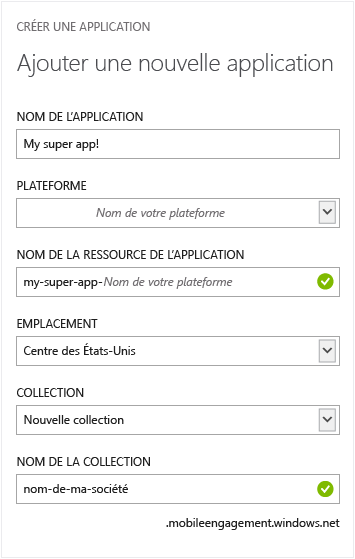 CRÉER UNE APPLICATION
Ajouter une nouvelle application
NOM DE L'APPLICATION
My super app!
PLATEFORME
Nom de votre plateforme
NOM DE LA RESSOURCE DE L'APPLICATION
my-super-app-Nom de votre plateforme
EMPLACEMENT
Centre des États-Unis
COLLECTION
Nouvelle collection
NOM DE LA COLLECTION
nom-de-ma-société
.mobileengagement.windows.net